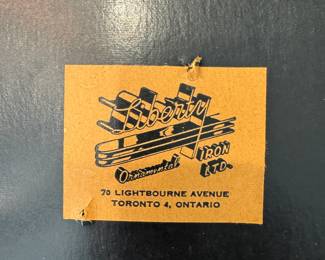 Liberty
Ornamental IRON
LTD.
70 LIGHTBOURNE AVENUE
TORONTO 4, ONTARIO